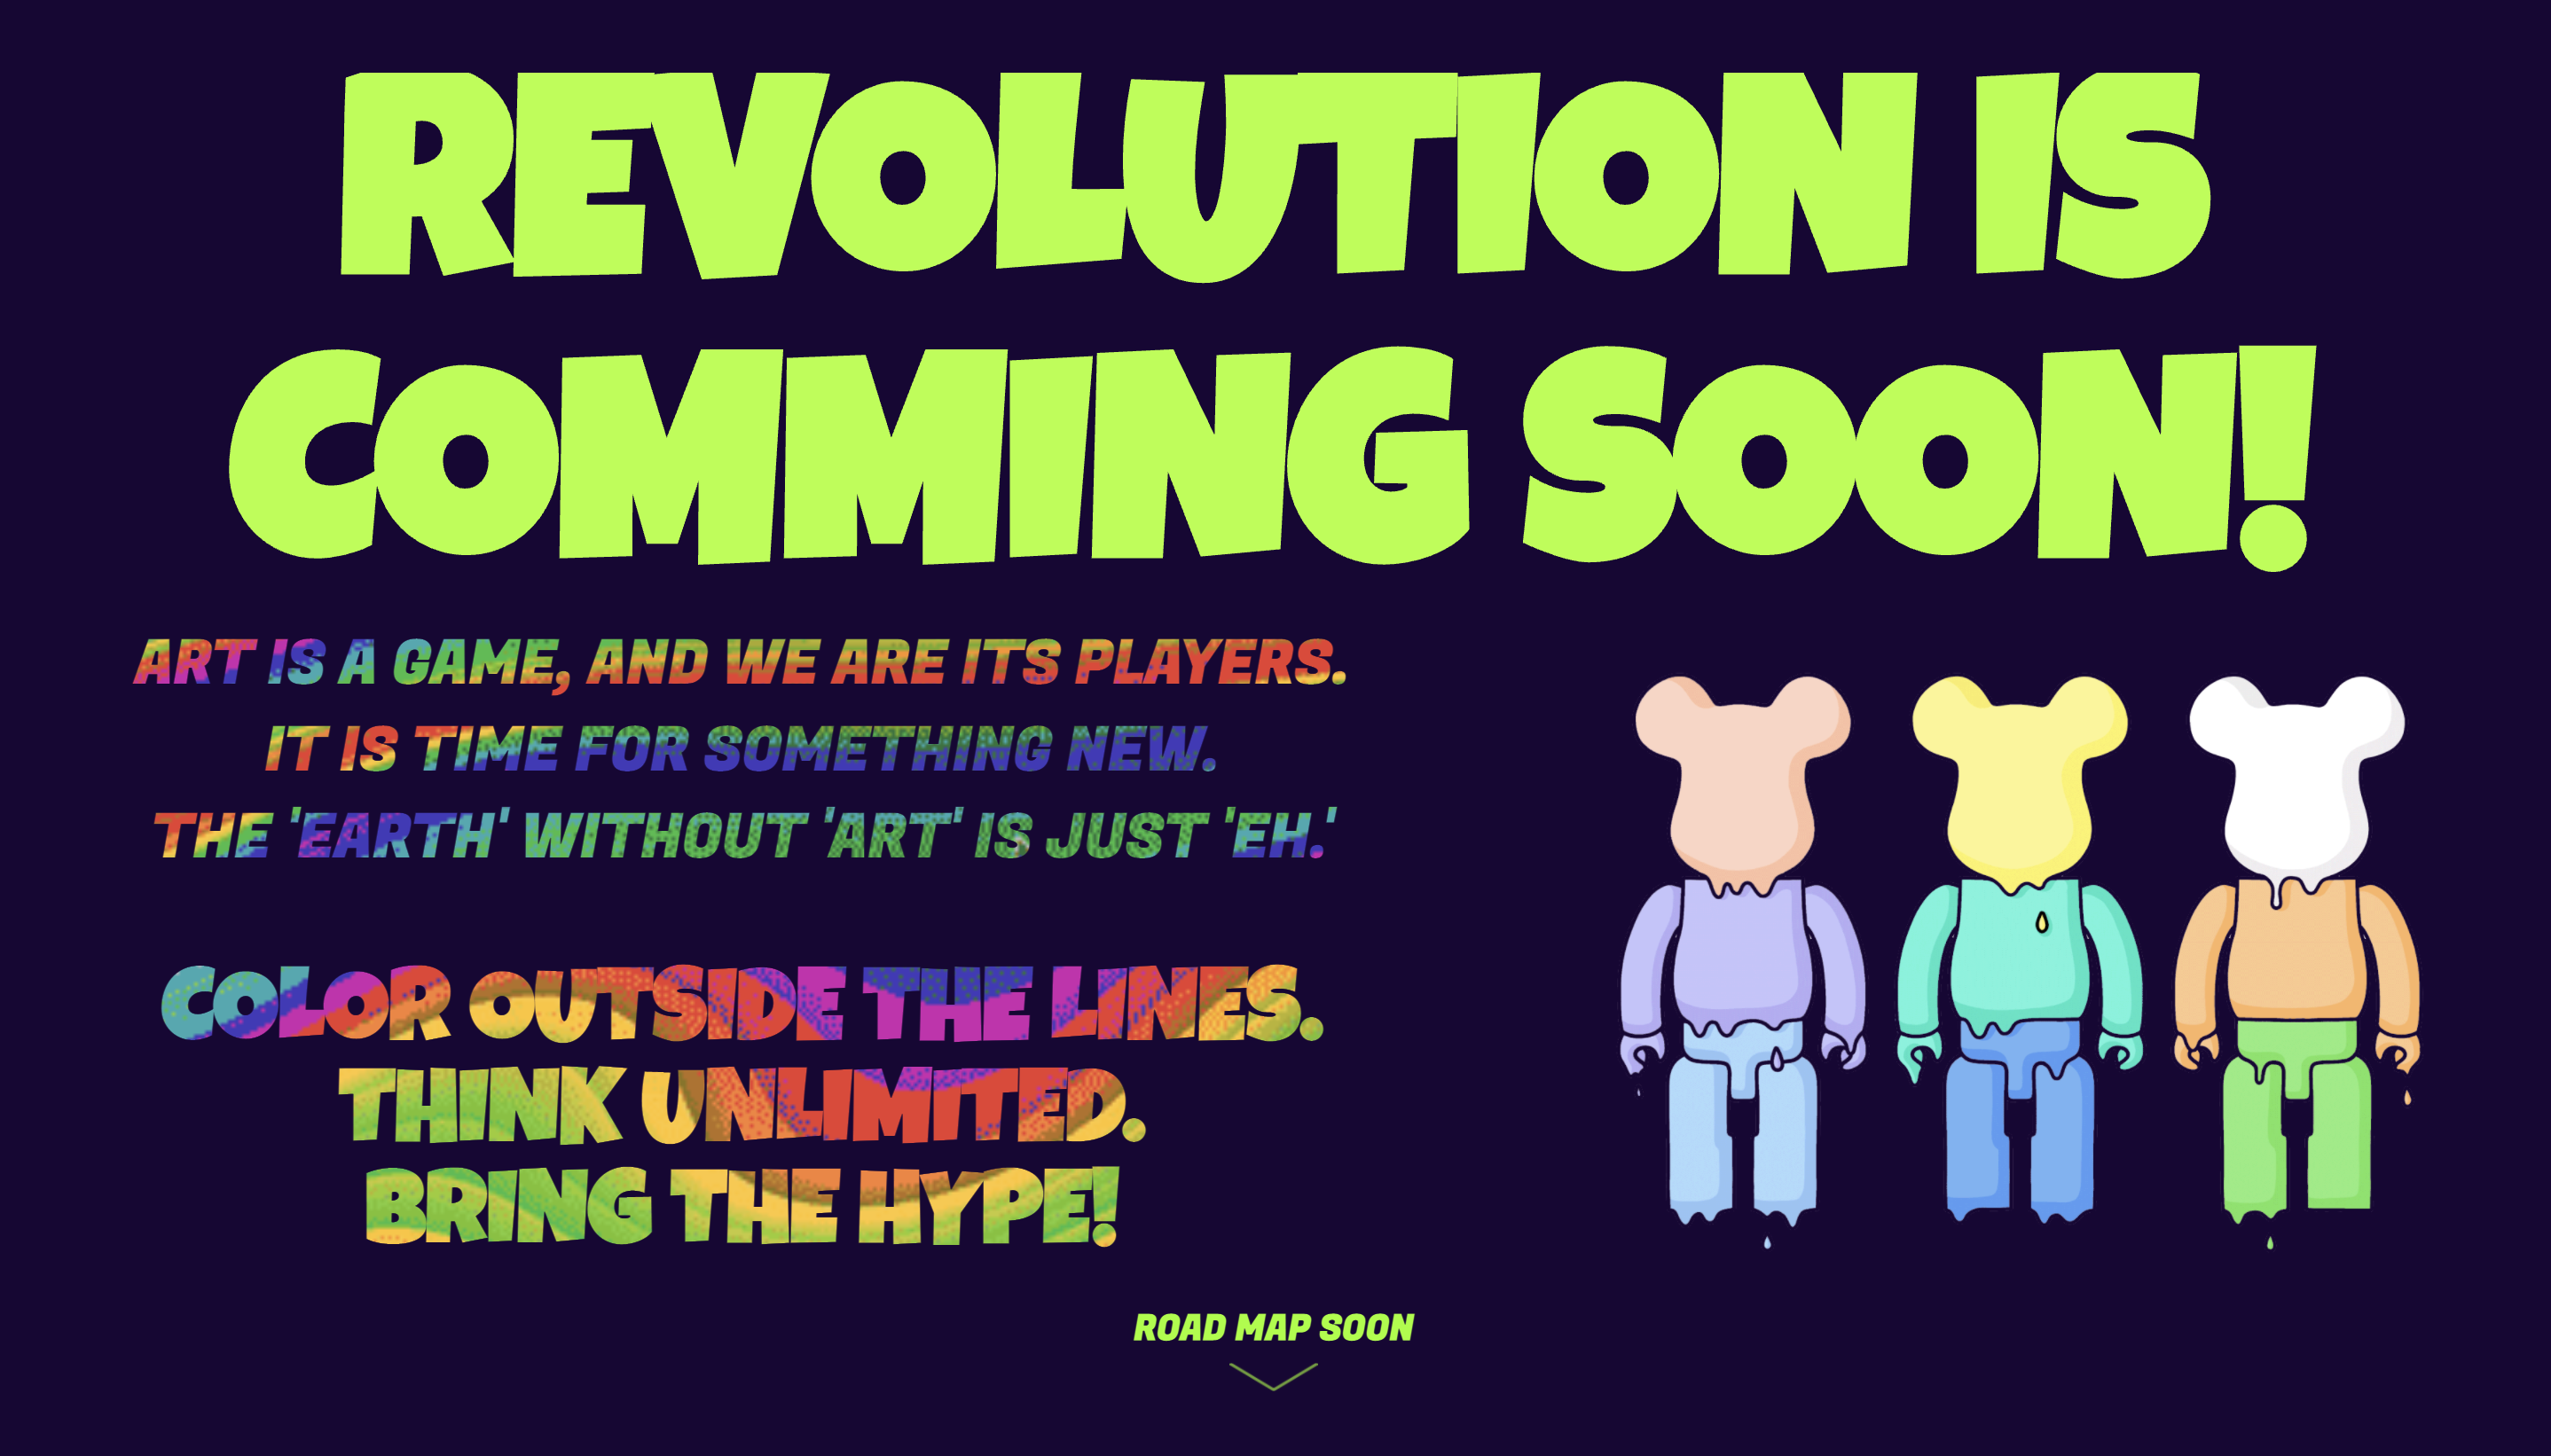 REVOLUTION IS
COMMING SOON!
ART IS A GAME, AND WE ARE ITS PLAYERS.
IT IS TIME FOR SOMETHING NEW.
THE 'EARTH' WITHOUT 'ART' IS JUST 'EH.'
COLOR OUTSIDE THE LINES.
THINK UNLIMITED.
BRING THE HYPE!
ROAD MAP SOON